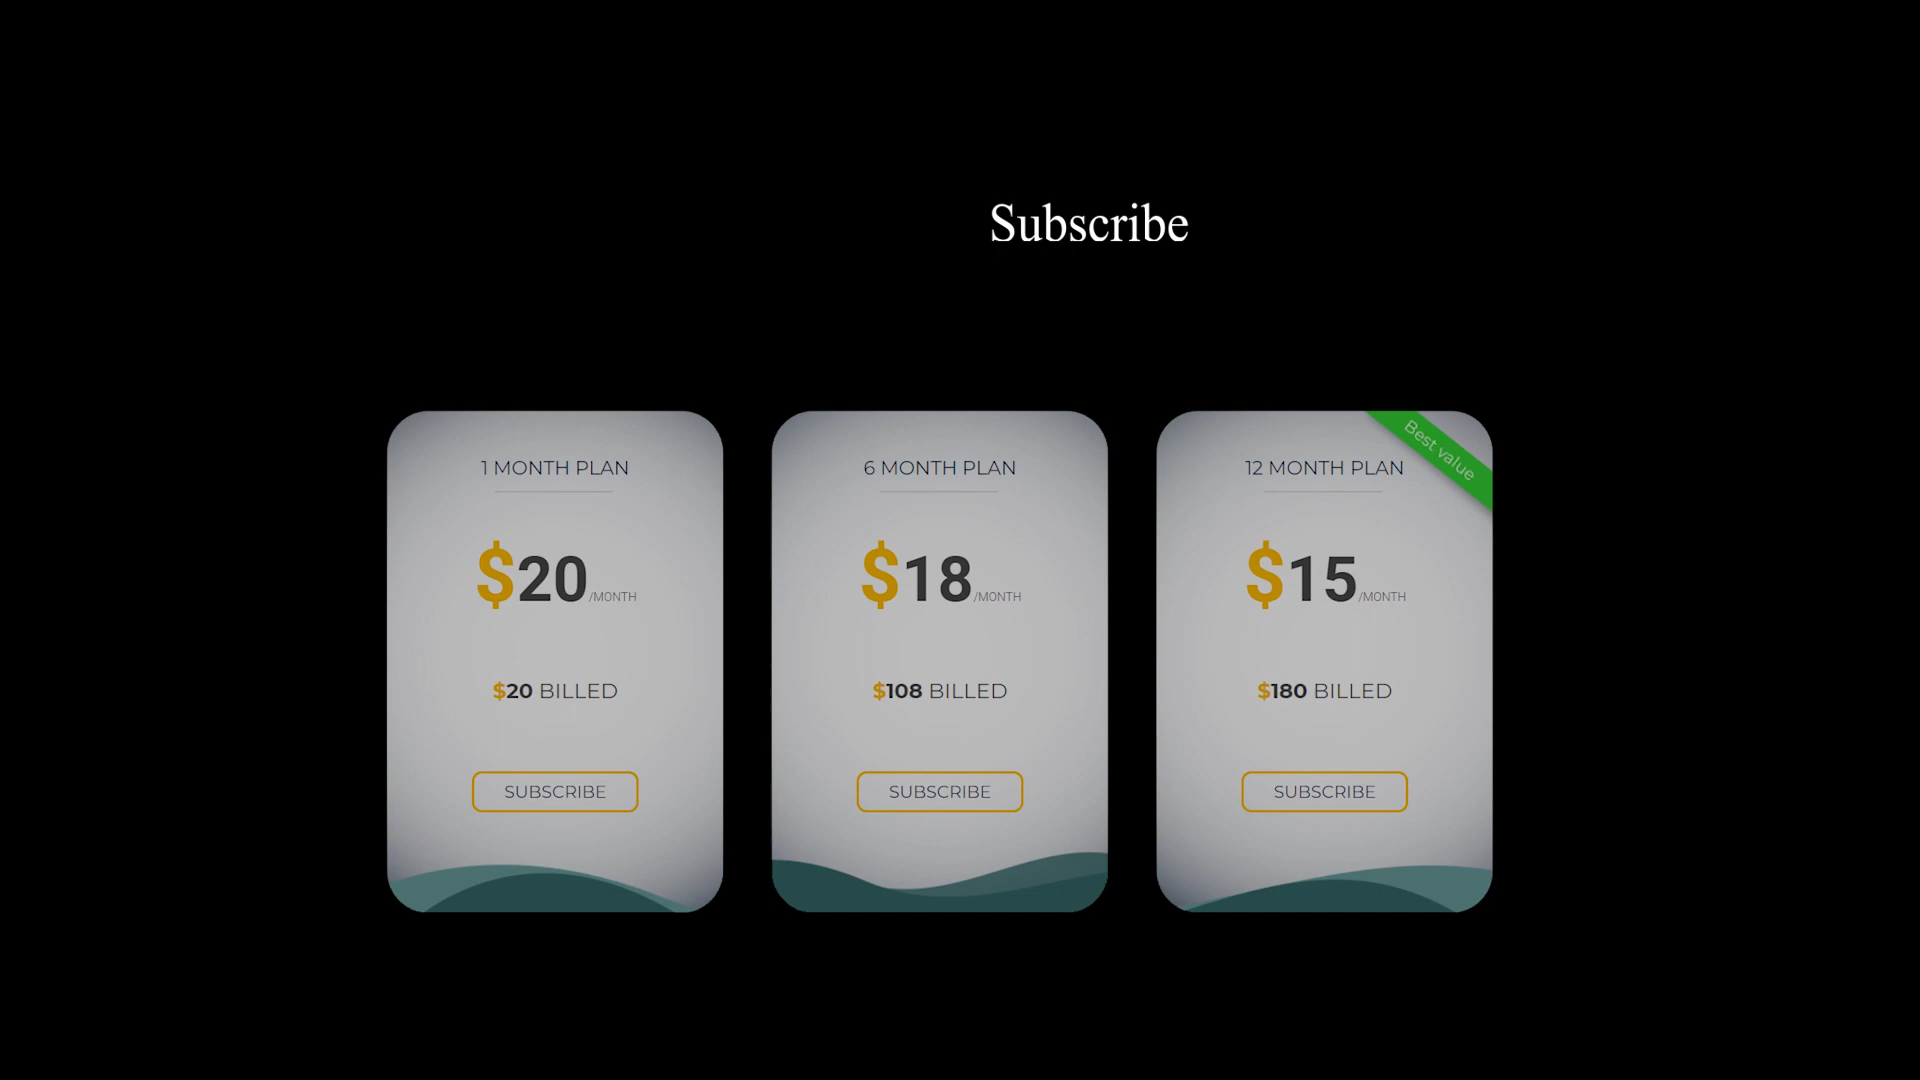 Subscribe
1 MONTH PLAN
$20/MONTH
$20 BILLED
SUBSCRIBE
6 MONTH PLAN
$18/MONTH
$108 BILLED
SUBSCRIBE
Best value
12 MONTH PLAN
$15/MONTH
$180 BILLED
SUBSCRIBE